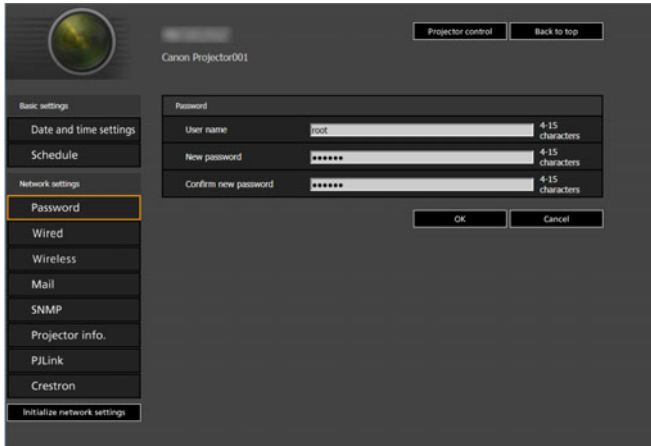 Projector control
Back to top
Canon Projector001
Basic settings
Date and time settings
Schedule
Network settings
Password
Wired
Wireless
Mail
SNMP
Projector info.
PJLink
Crestron
Initialize network settings
Password
User name
root
4-15
characters
New password
••••••
4-15
characters
Confirm new password
••••••
4-15
characters
OK
Cancel